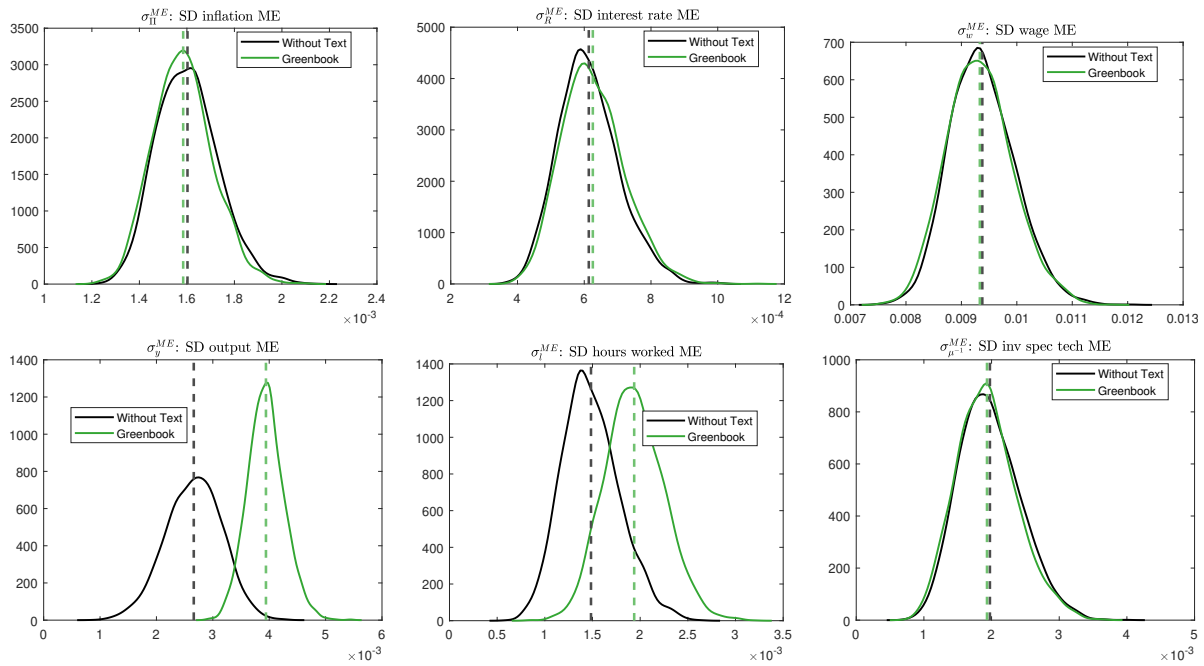 σ_Π^{ME}: SD inflation ME
3500
3000
2500
2000
1500
1000
500
0
Without Text
Greenbook
1 1.2 1.4 1.6 1.8 2 2.2 2.4
×10^{-3}
σ_R^{ME}: SD interest rate ME
5000
4000
3000
2000
1000
0
Without Text
Greenbook
2 4 6 8 10 12
×10^{-4}
σ_w^{ME}: SD wage ME
700
600
500
400
300
200
100
0
Without Text
Greenbook
0.007 0.008 0.009 0.01 0.011 0.012 0.013
σ_y^{ME}: SD output ME
1400
1200
1000
800
600
400
200
0
Without Text
Greenbook
0 1 2 3 4 5 6
×10^{-3}
σ_l^{ME}: SD hours worked ME
1400
1200
1000
800
600
400
200
0
Without Text
Greenbook
0 0.5 1 1.5 2 2.5 3 3.5
×10^{-3}
σ_{μ^{-1}}^{ME}: SD inv spec tech ME
1000
800
600
400
200
0
Without Text
Greenbook
0 1 2 3 4 5
×10^{-3}